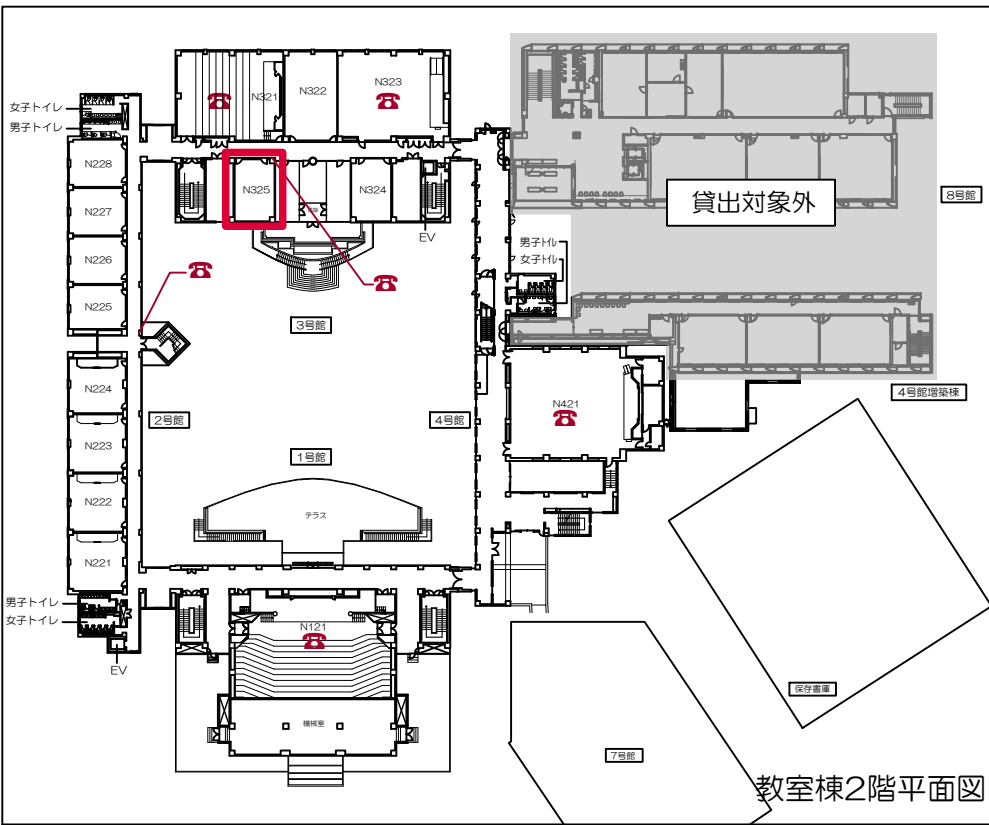 N321
N322
N323
女子トイレ
男子トイレ
N228
N227
N226
N225
N325
N324
EV
貸出対象外
8号館
男子トイレ
女子トイレ
3号館
N224
N223
N222
N221
2号館
4号館
1号館
テラス
N421
4号館増築棟
男子トイレ
女子トイレ
EV
N121
機械室
保存書庫
7号館
教室棟2階平面図